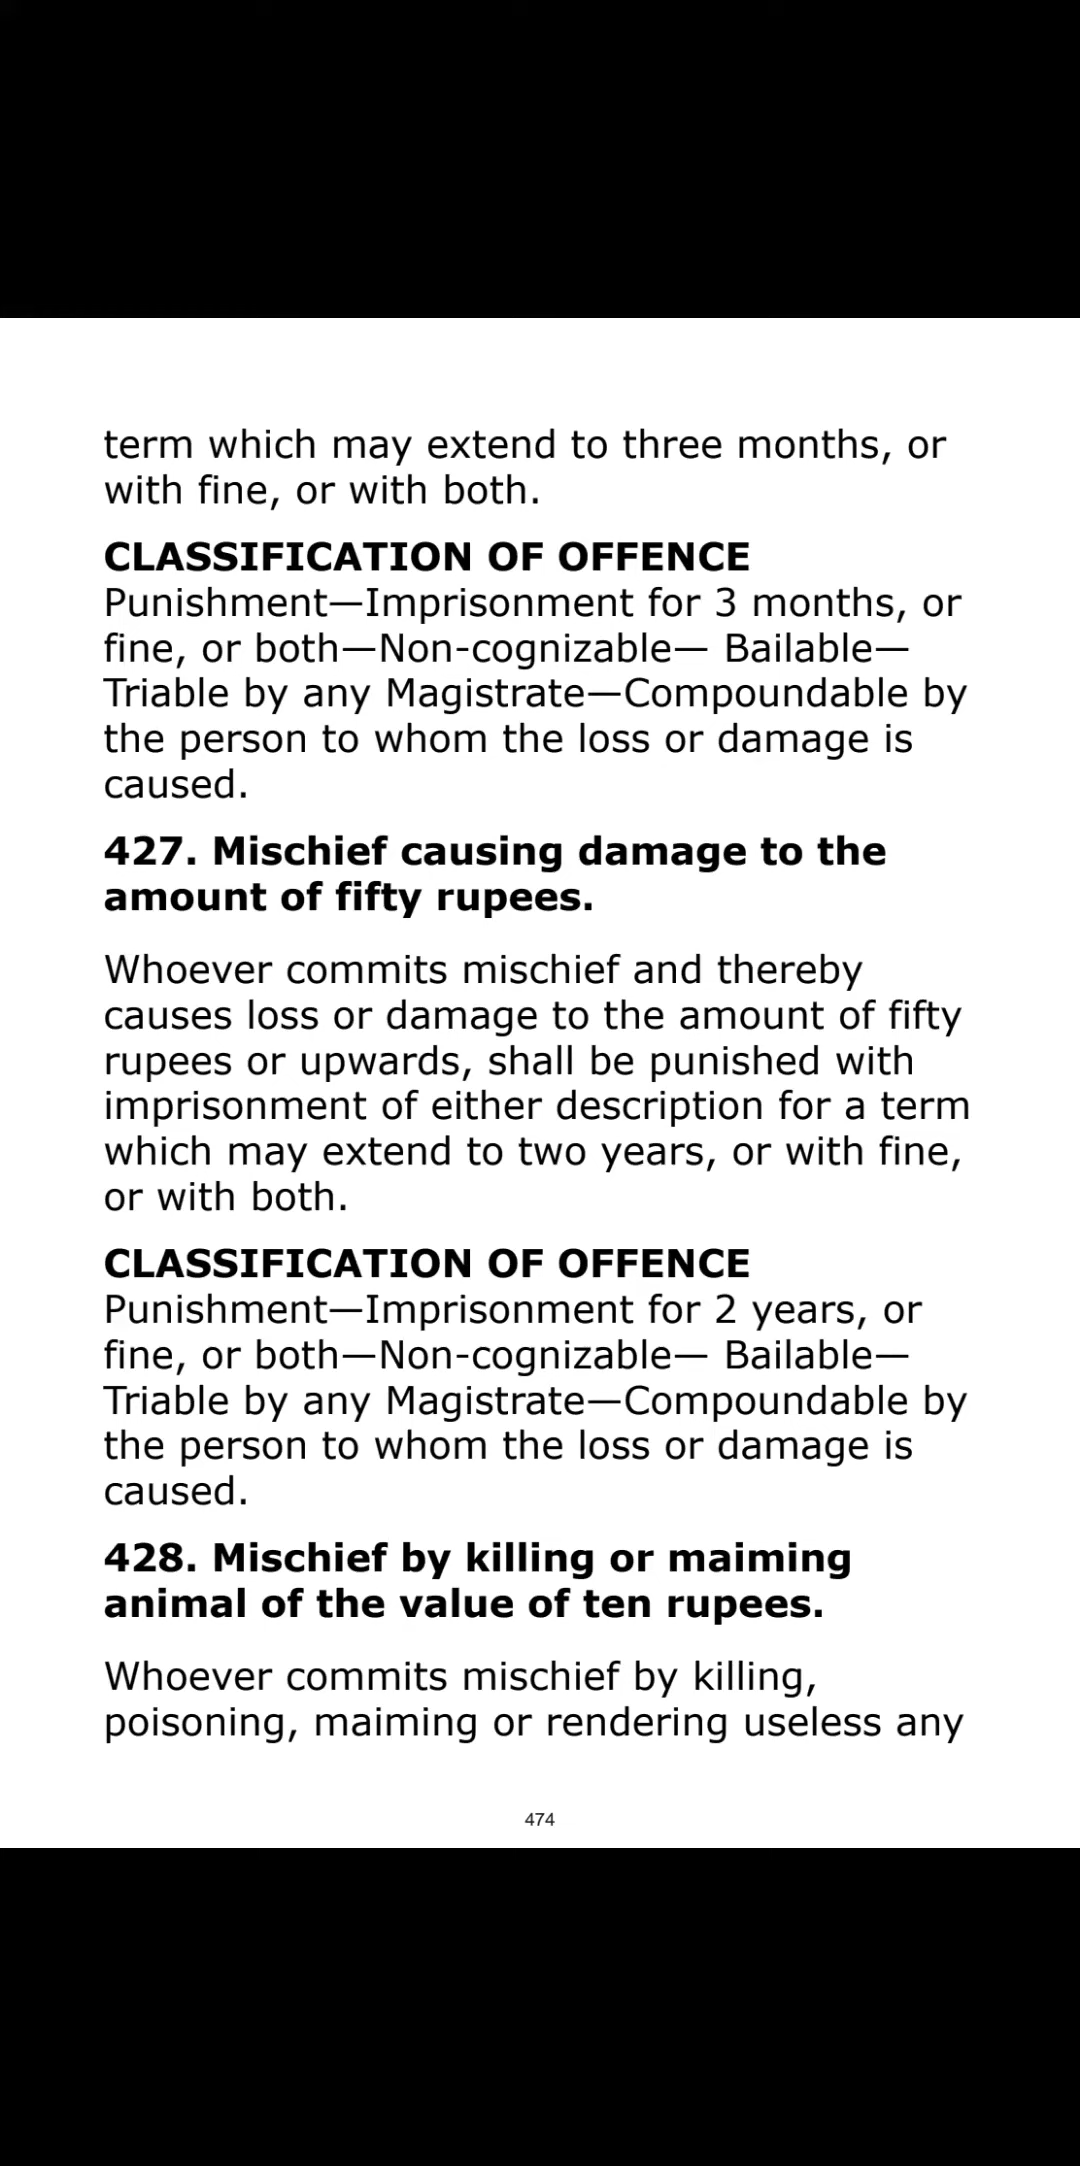 term which may extend to three months, or
with fine, or with both.
CLASSIFICATION OF OFFENCE
Punishment—Imprisonment for 3 months, or
fine, or both—Non-cognizable— Bailable—
Triable by any Magistrate—Compoundable by
the person to whom the loss or damage is
caused.
427. Mischief causing damage to the
amount of fifty rupees.
Whoever commits mischief and thereby
causes loss or damage to the amount of fifty
rupees or upwards, shall be punished with
imprisonment of either description for a term
which may extend to two years, or with fine,
or with both.
CLASSIFICATION OF OFFENCE
Punishment—Imprisonment for 2 years, or
fine, or both—Non-cognizable— Bailable—
Triable by any Magistrate—Compoundable by
the person to whom the loss or damage is
caused.
428. Mischief by killing or maiming
animal of the value of ten rupees.
Whoever commits mischief by killing,
poisoning, maiming or rendering useless any
474